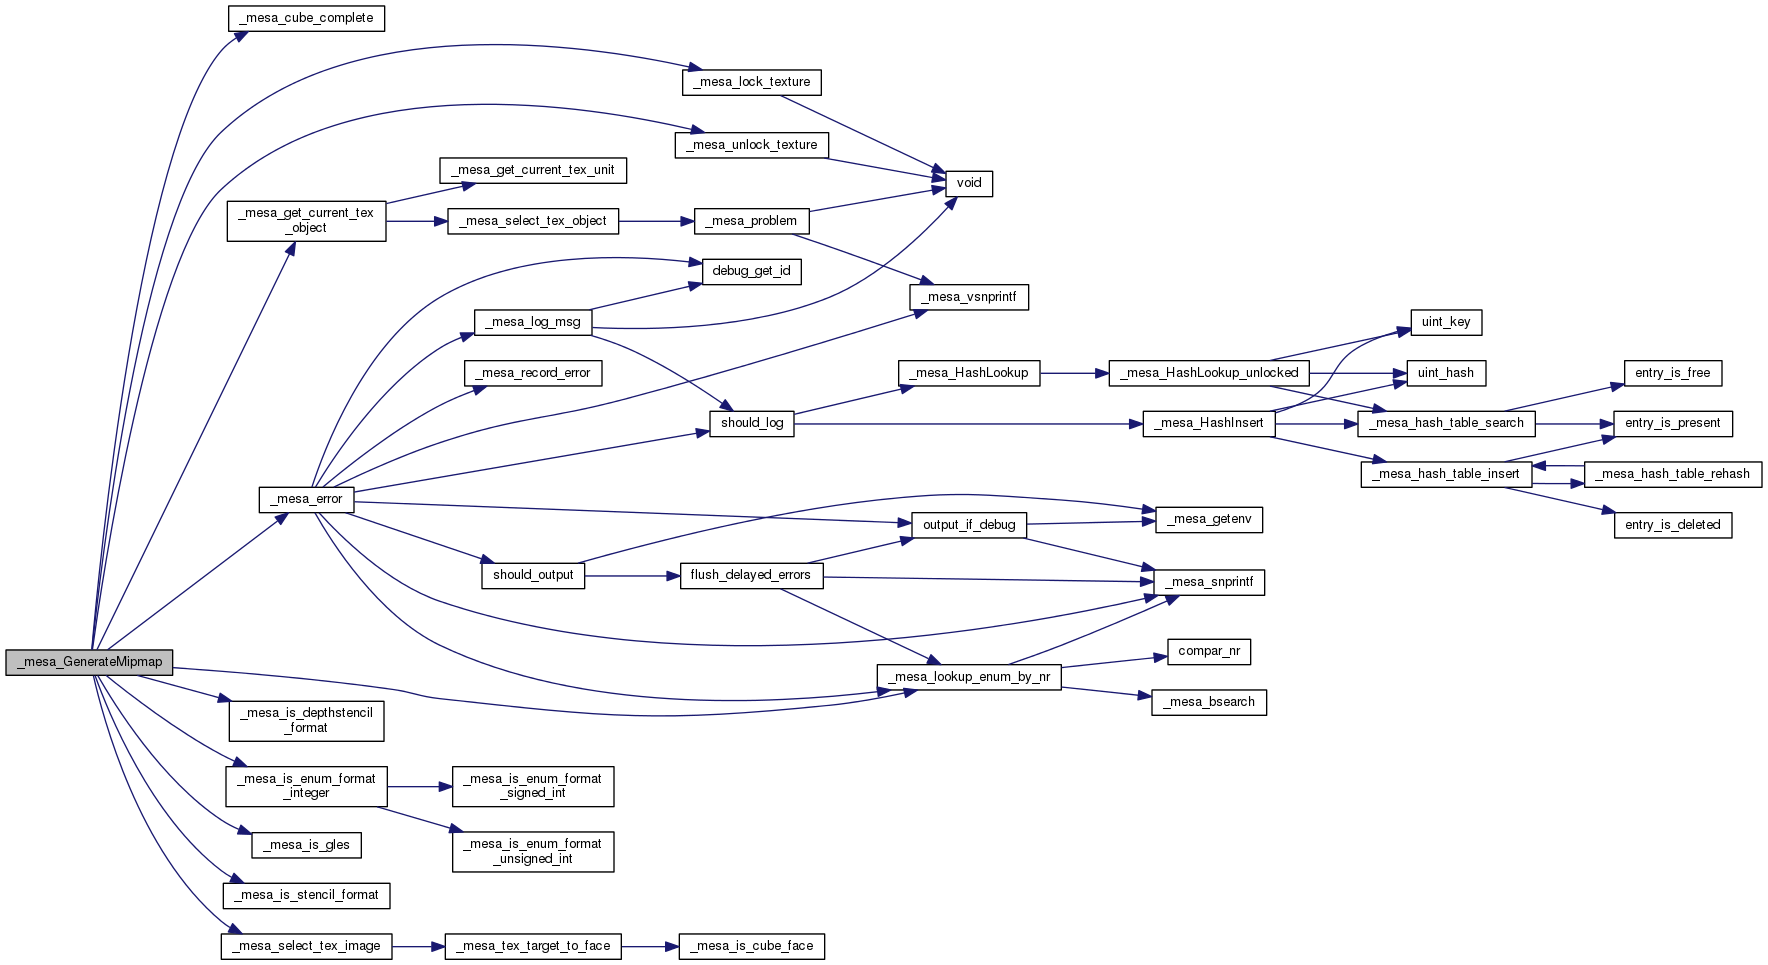 _mesa_cube_complete
_mesa_lock_texture
_mesa_unlock_texture
_mesa_get_current_tex_unit
void
_mesa_get_current_tex
_object
_mesa_select_tex_object
_mesa_problem
debug_get_id
_mesa_vsnprintf
_mesa_log_msg
uint_key
_mesa_record_error
_mesa_HashLookup
_mesa_HashLookup_unlocked
uint_hash
entry_is_free
should_log
_mesa_HashInsert
_mesa_hash_table_search
entry_is_present
_mesa_hash_table_insert
_mesa_hash_table_rehash
_mesa_error
output_if_debug
_mesa_getenv
entry_is_deleted
should_output
flush_delayed_errors
_mesa_snprintf
compar_nr
_mesa_GenerateMipmap
_mesa_lookup_enum_by_nr
_mesa_bsearch
_mesa_is_depthstencil
_format
_mesa_is_enum_format
_integer
_mesa_is_enum_format
_signed_int
_mesa_is_gles
_mesa_is_enum_format
_unsigned_int
_mesa_is_stencil_format
_mesa_select_tex_image
_mesa_tex_target_to_face
_mesa_is_cube_face